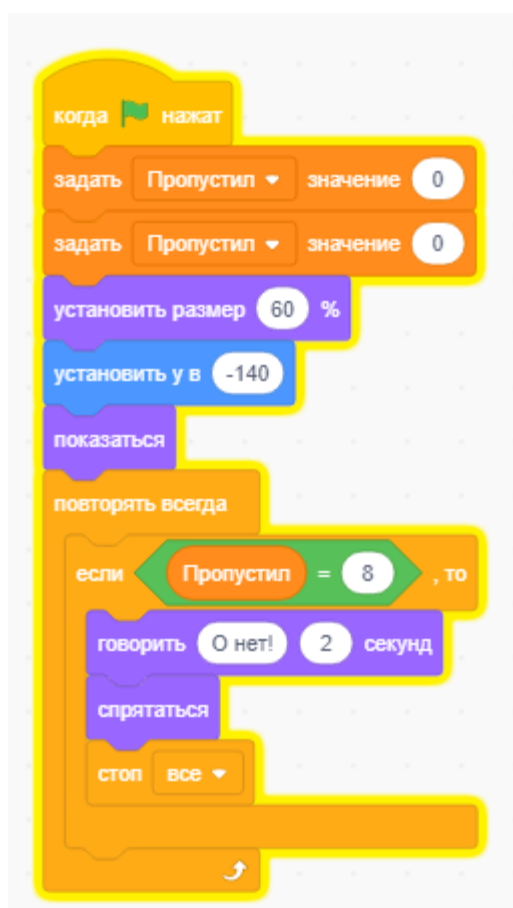 когда нажат
задать Пропустил значение 0
задать Пропустил значение 0
установить размер 60 %
установить y в -140
показаться
повторять всегда
если Пропустил = 8 , то
говорить О нет! 2 секунд
спрятаться
стоп все